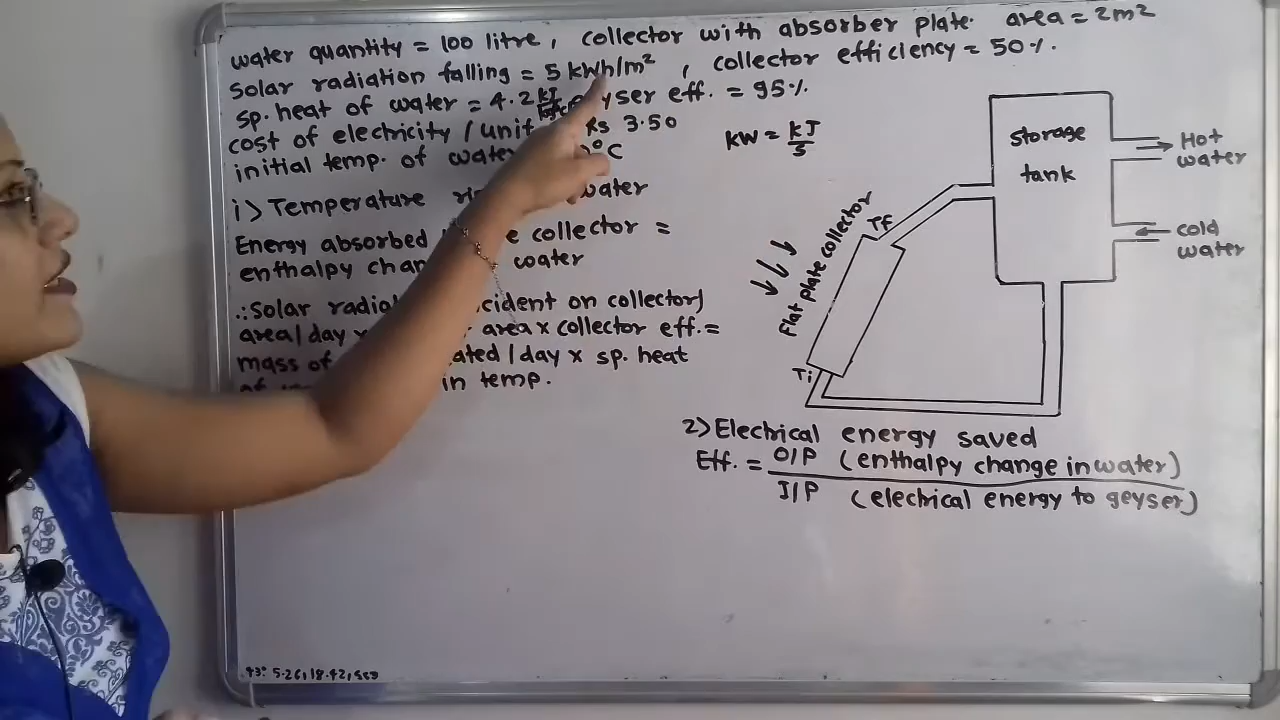 water quantity = 100 litre, collector with absorber plate area = 2m²
Solar radiation falling = 5 kWh/m², collector efficiency = 50%.
sp. heat of water = 4.2 kJ yser eff. = 95%
cost of electricity / unit Rs 3.50
initial temp. of water °C
kW = kJ/s
i) Temperature water
Energy absorbed collector =
enthalpy water
∴ Solar cident on collector/
area/day area x collector eff. =
mass of ated/day x sp. heat
in temp.
storage
tank
Hot
water
cold
water
Tf
Flat plate collector
Ti
2) Electrical energy saved
Eff. = O/P (enthalpy change in water)
I/P (electrical energy to geyser)